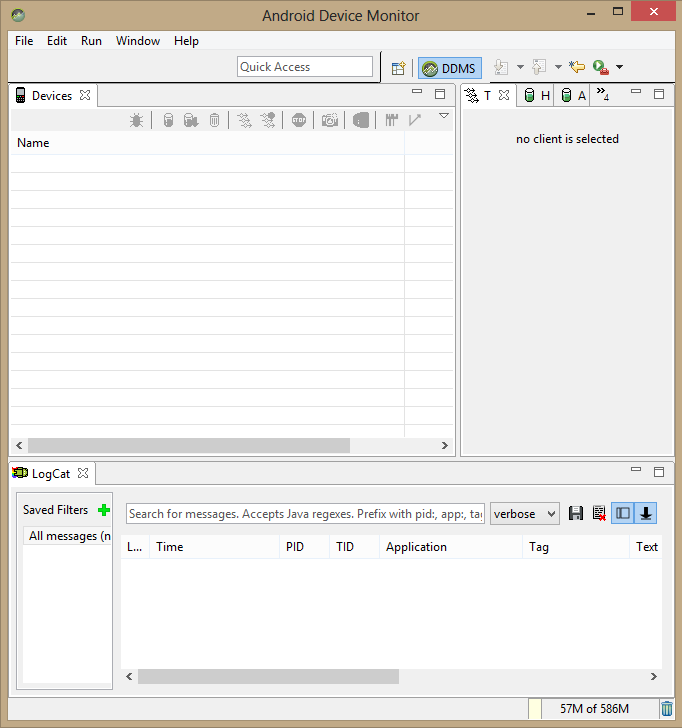 Android Device Monitor
File Edit Run Window Help
Quick Access DDMS
Devices
T H A 4
STOP
no client is selected
Name
LogCat
Saved Filters
Search for messages. Accepts Java regexes. Prefix with pid:, app:, tag verbose
All messages (n
L... Time PID TID Application Tag Text
57M of 586M